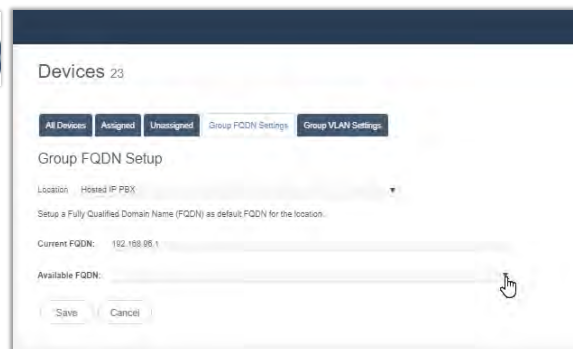 Devices 23
All Devices Assigned Unassigned Group FQDN Settings Group VLAN Settings
Group FQDN Setup
Location Hosted IP PBX
Setup a Fully Qualified Domain Name (FQDN) as default FQDN for the location.
Current FQDN: 192.168.96.1
Available FQDN:
Save Cancel